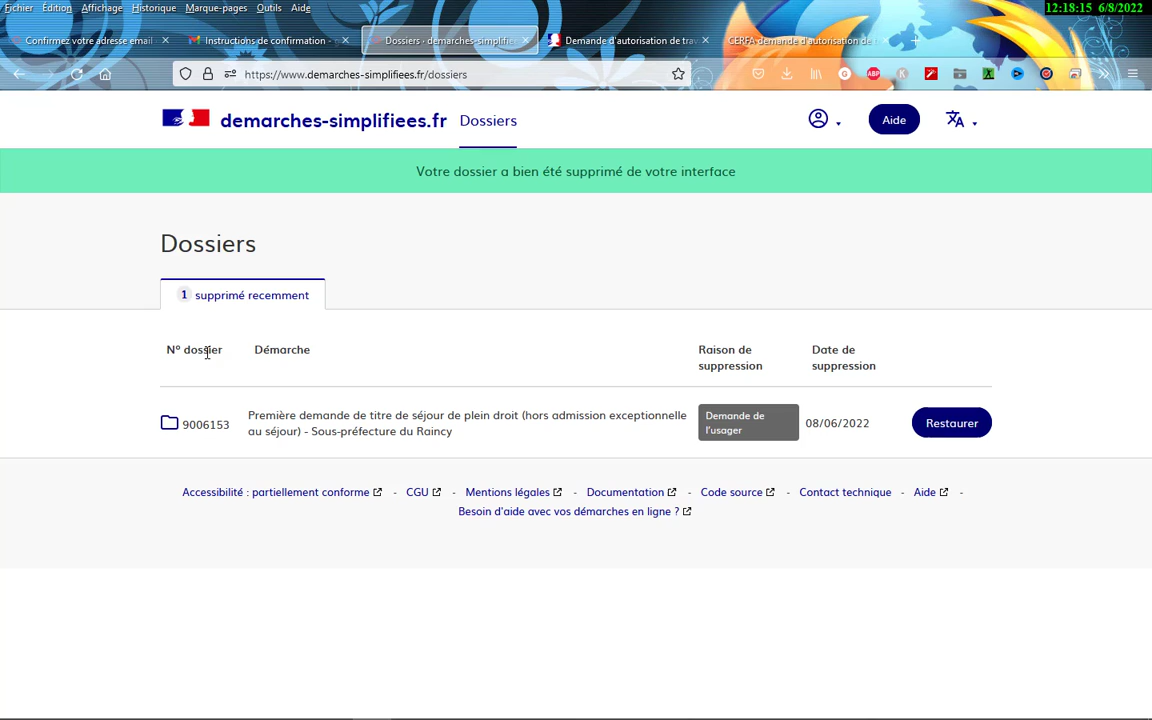 Fichier Édition Affichage Historique Marque-pages Outils Aide
12:18:15 6/8/2022
Confirmez votre adresse email
Instructions de confirmation -
Dossiers · demarches-simplifie
Demande d'autorisation de trav
CERFA demande d'autorisation de t
https://www.demarches-simplifiees.fr/dossiers
demarches-simplifiees.fr Dossiers
Aide
Votre dossier a bien été supprimé de votre interface
Dossiers
1 supprimé recemment
Nº dossier Démarche Raison de suppression Date de suppression
9006153
Première demande de titre de séjour de plein droit (hors admission exceptionnelle
au séjour) - Sous-préfecture du Raincy
Demande de
l'usager
08/06/2022
Restaurer
Accessibilité : partiellement conforme - CGU - Mentions légales - Documentation - Code source - Contact technique - Aide -
Besoin d'aide avec vos démarches en ligne ?